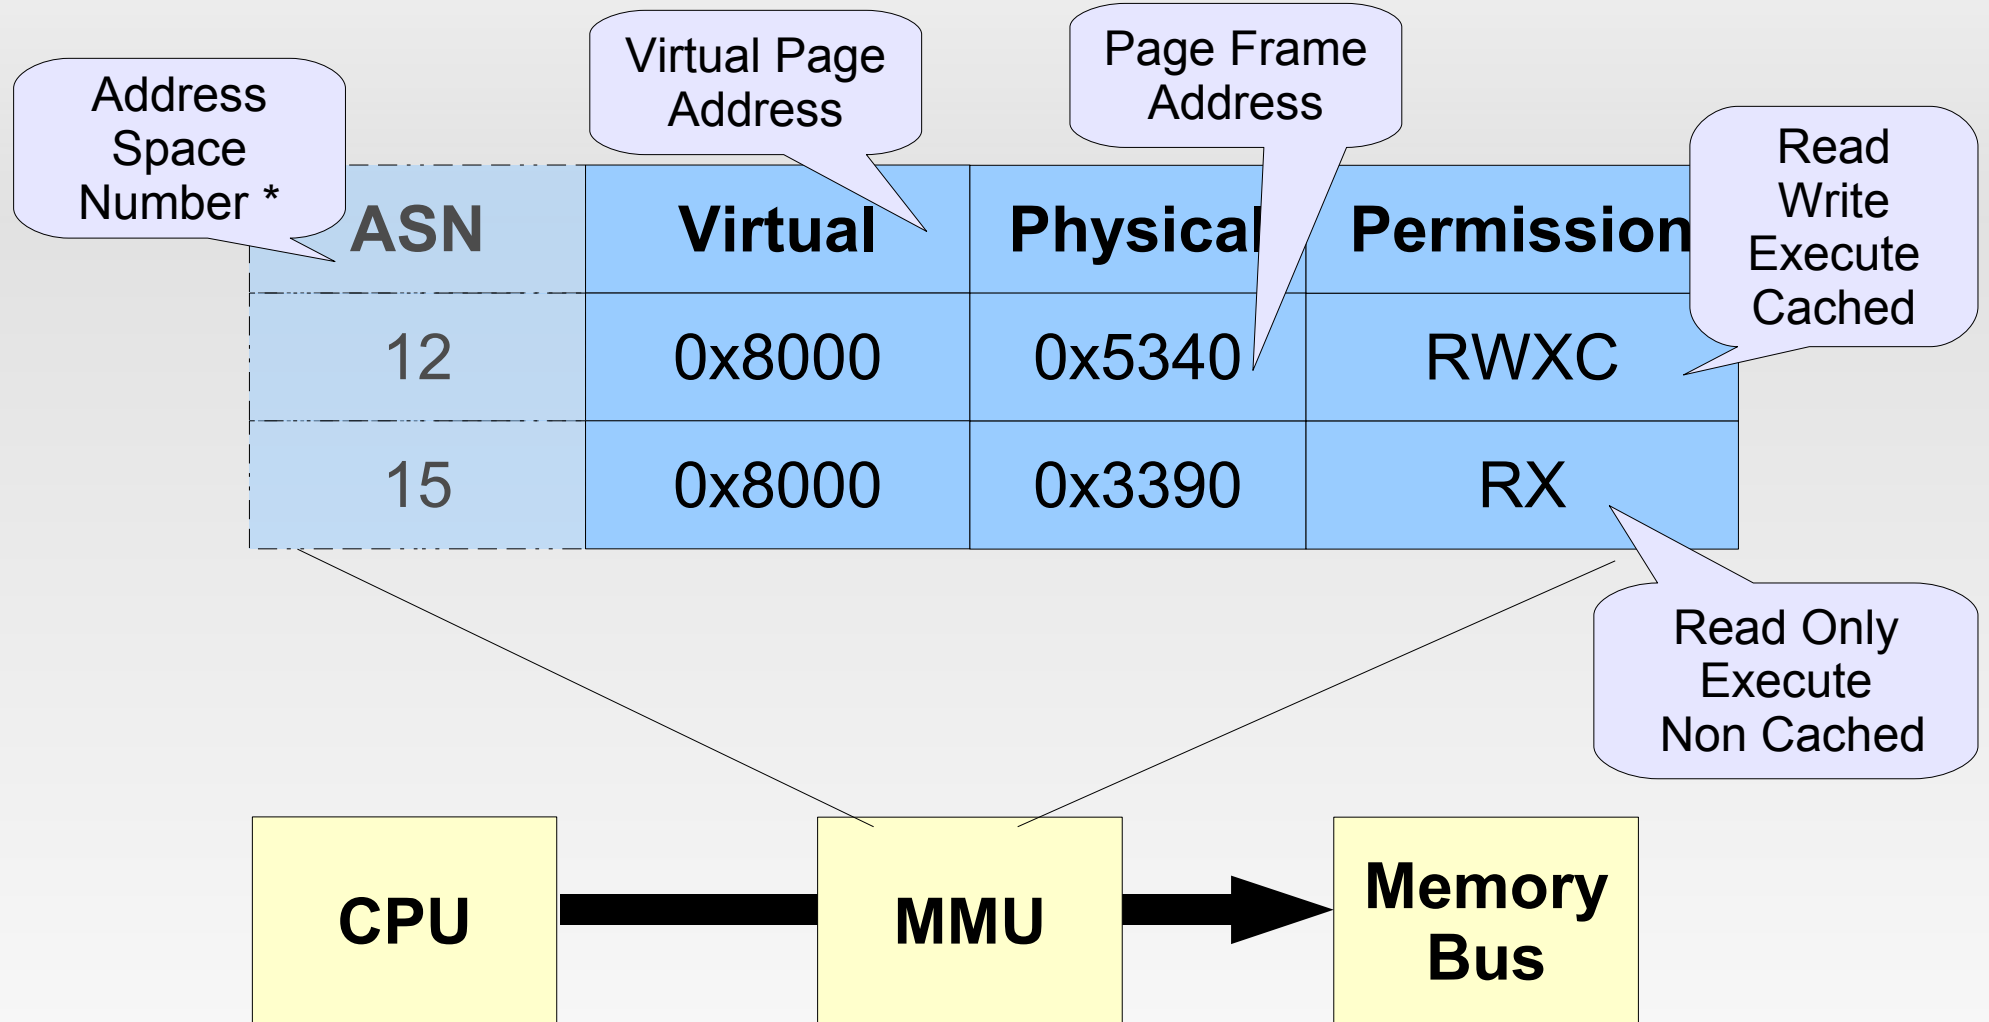 Address
Space
Number *
Virtual Page
Address
Page Frame
Address
Read
Write
Execute
Cached
ASN Virtual Physical Permission
12 0x8000 0x5340 RWXC
15 0x8000 0x3390 RX
Read Only
Execute
Non Cached
CPU
MMU
Memory
Bus